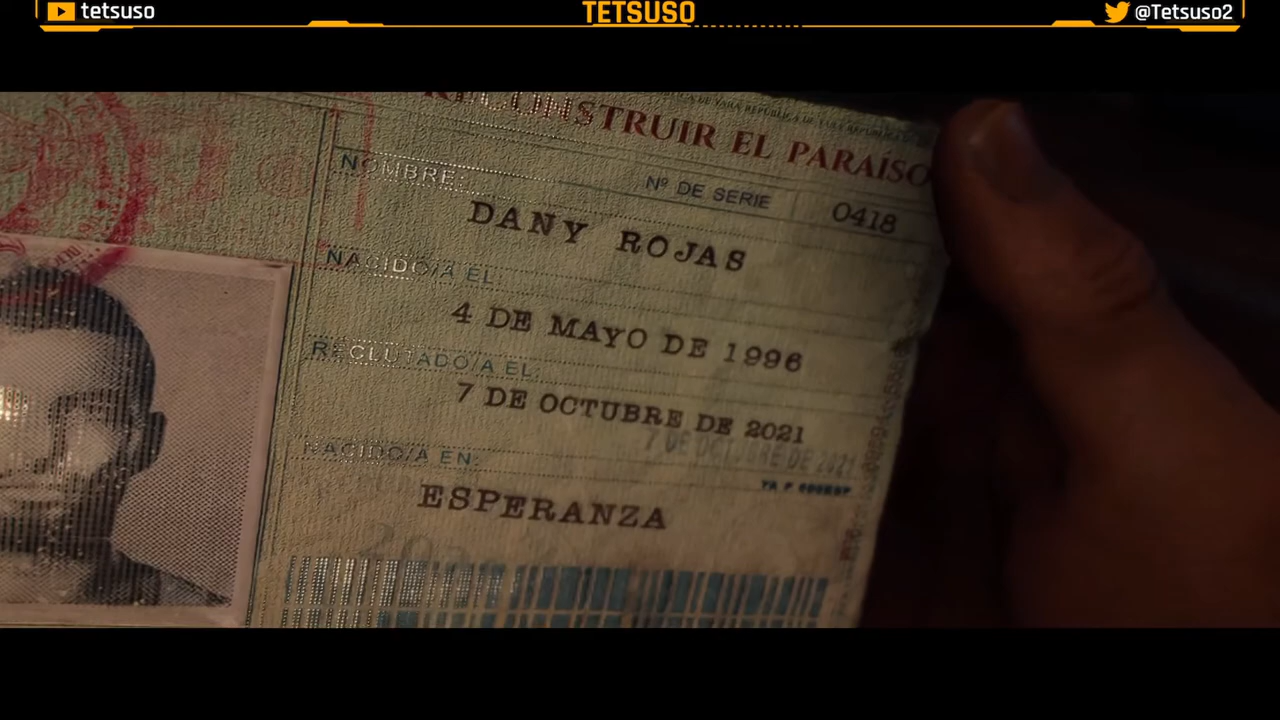 tetsuso
TETSUSO
@Tetsuso2
RECONSTRUIR EL PARAÍSO
NOMBRE:
Nº DE SERIE
0418
DANY ROJAS
NACIDO/A EL:
4 DE MAYO DE 1996
RECLUTADO/A EL:
7 DE OCTUBRE DE 2021
7 DE OCTUBRE DE 2021
NACIDO/A EN:
ESPERANZA